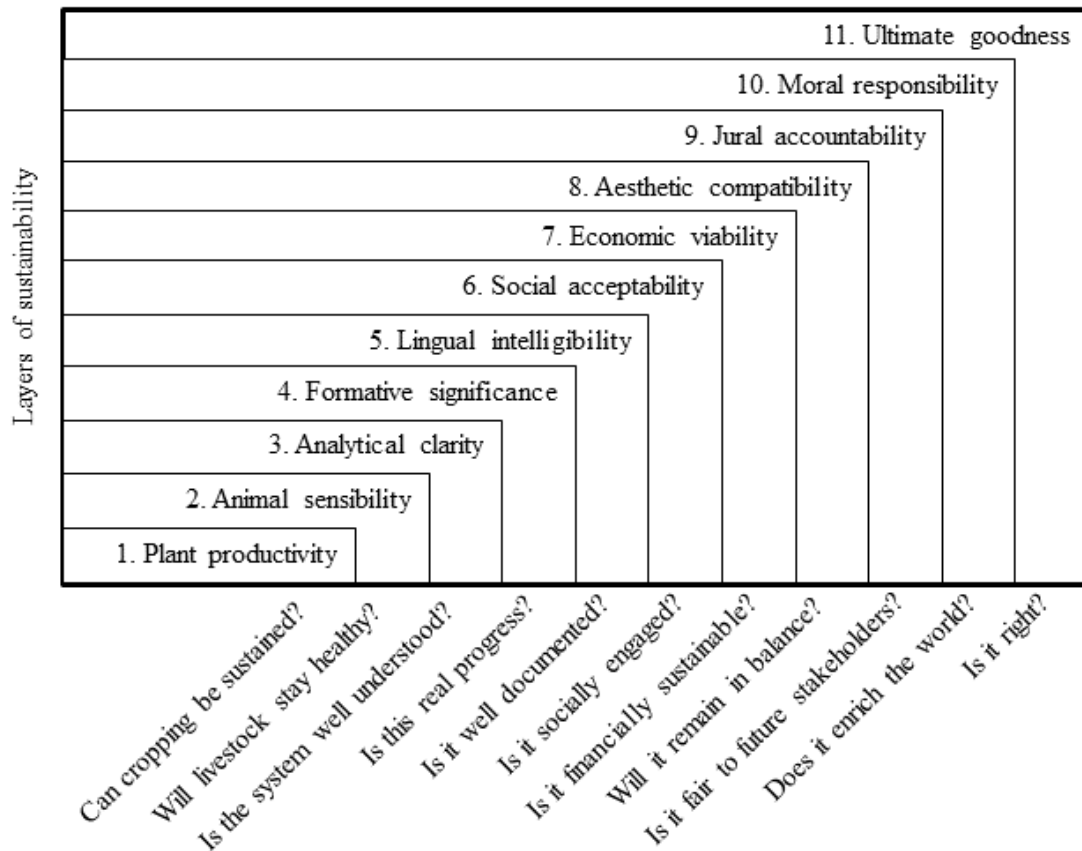 11. Ultimate goodness
10. Moral responsibility
9. Jural accountability
8. Aesthetic compatibility
7. Economic viability
6. Social acceptability
5. Lingual intelligibility
4. Formative significance
3. Analytical clarity
2. Animal sensibility
1. Plant productivity
Layers of sustainability
Can cropping be sustained?
Will livestock stay healthy?
Is the system well understood?
Is this real progress?
Is it well documented?
Is it socially engaged?
Is it financially sustainable?
Will it remain in balance?
Is it fair to future stakeholders?
Does it enrich the world?
Is it right?